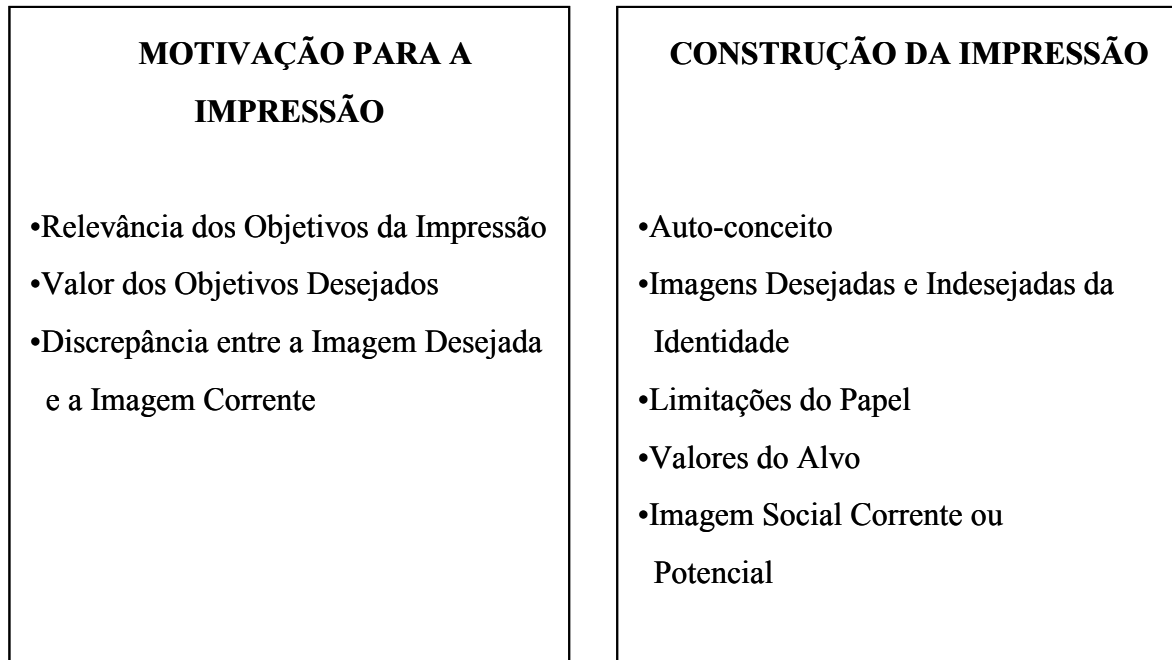 MOTIVAÇÃO PARA A
IMPRESSÃO
•Relevância dos Objetivos da Impressão
•Valor dos Objetivos Desejados
•Discrepância entre a Imagem Desejada
e a Imagem Corrente
CONSTRUÇÃO DA IMPRESSÃO
•Auto-conceito
•Imagens Desejadas e Indesejadas da
Identidade
•Limitações do Papel
•Valores do Alvo
•Imagem Social Corrente ou
Potencial